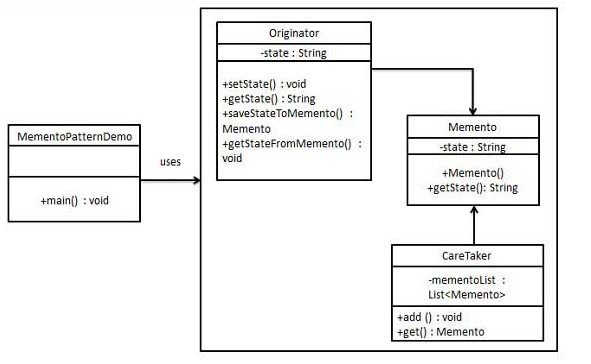 MementoPatternDemo
+main() : void
uses
Originator
-state : String
+setState() : void
+getState() : String
+saveStateToMemento() :
Memento
+getStateFromMemento() :
void
Memento
-state : String
+Memento()
+getState(): String
CareTaker
-mementoList :
List<Memento>
+add () : void
+get() : Memento